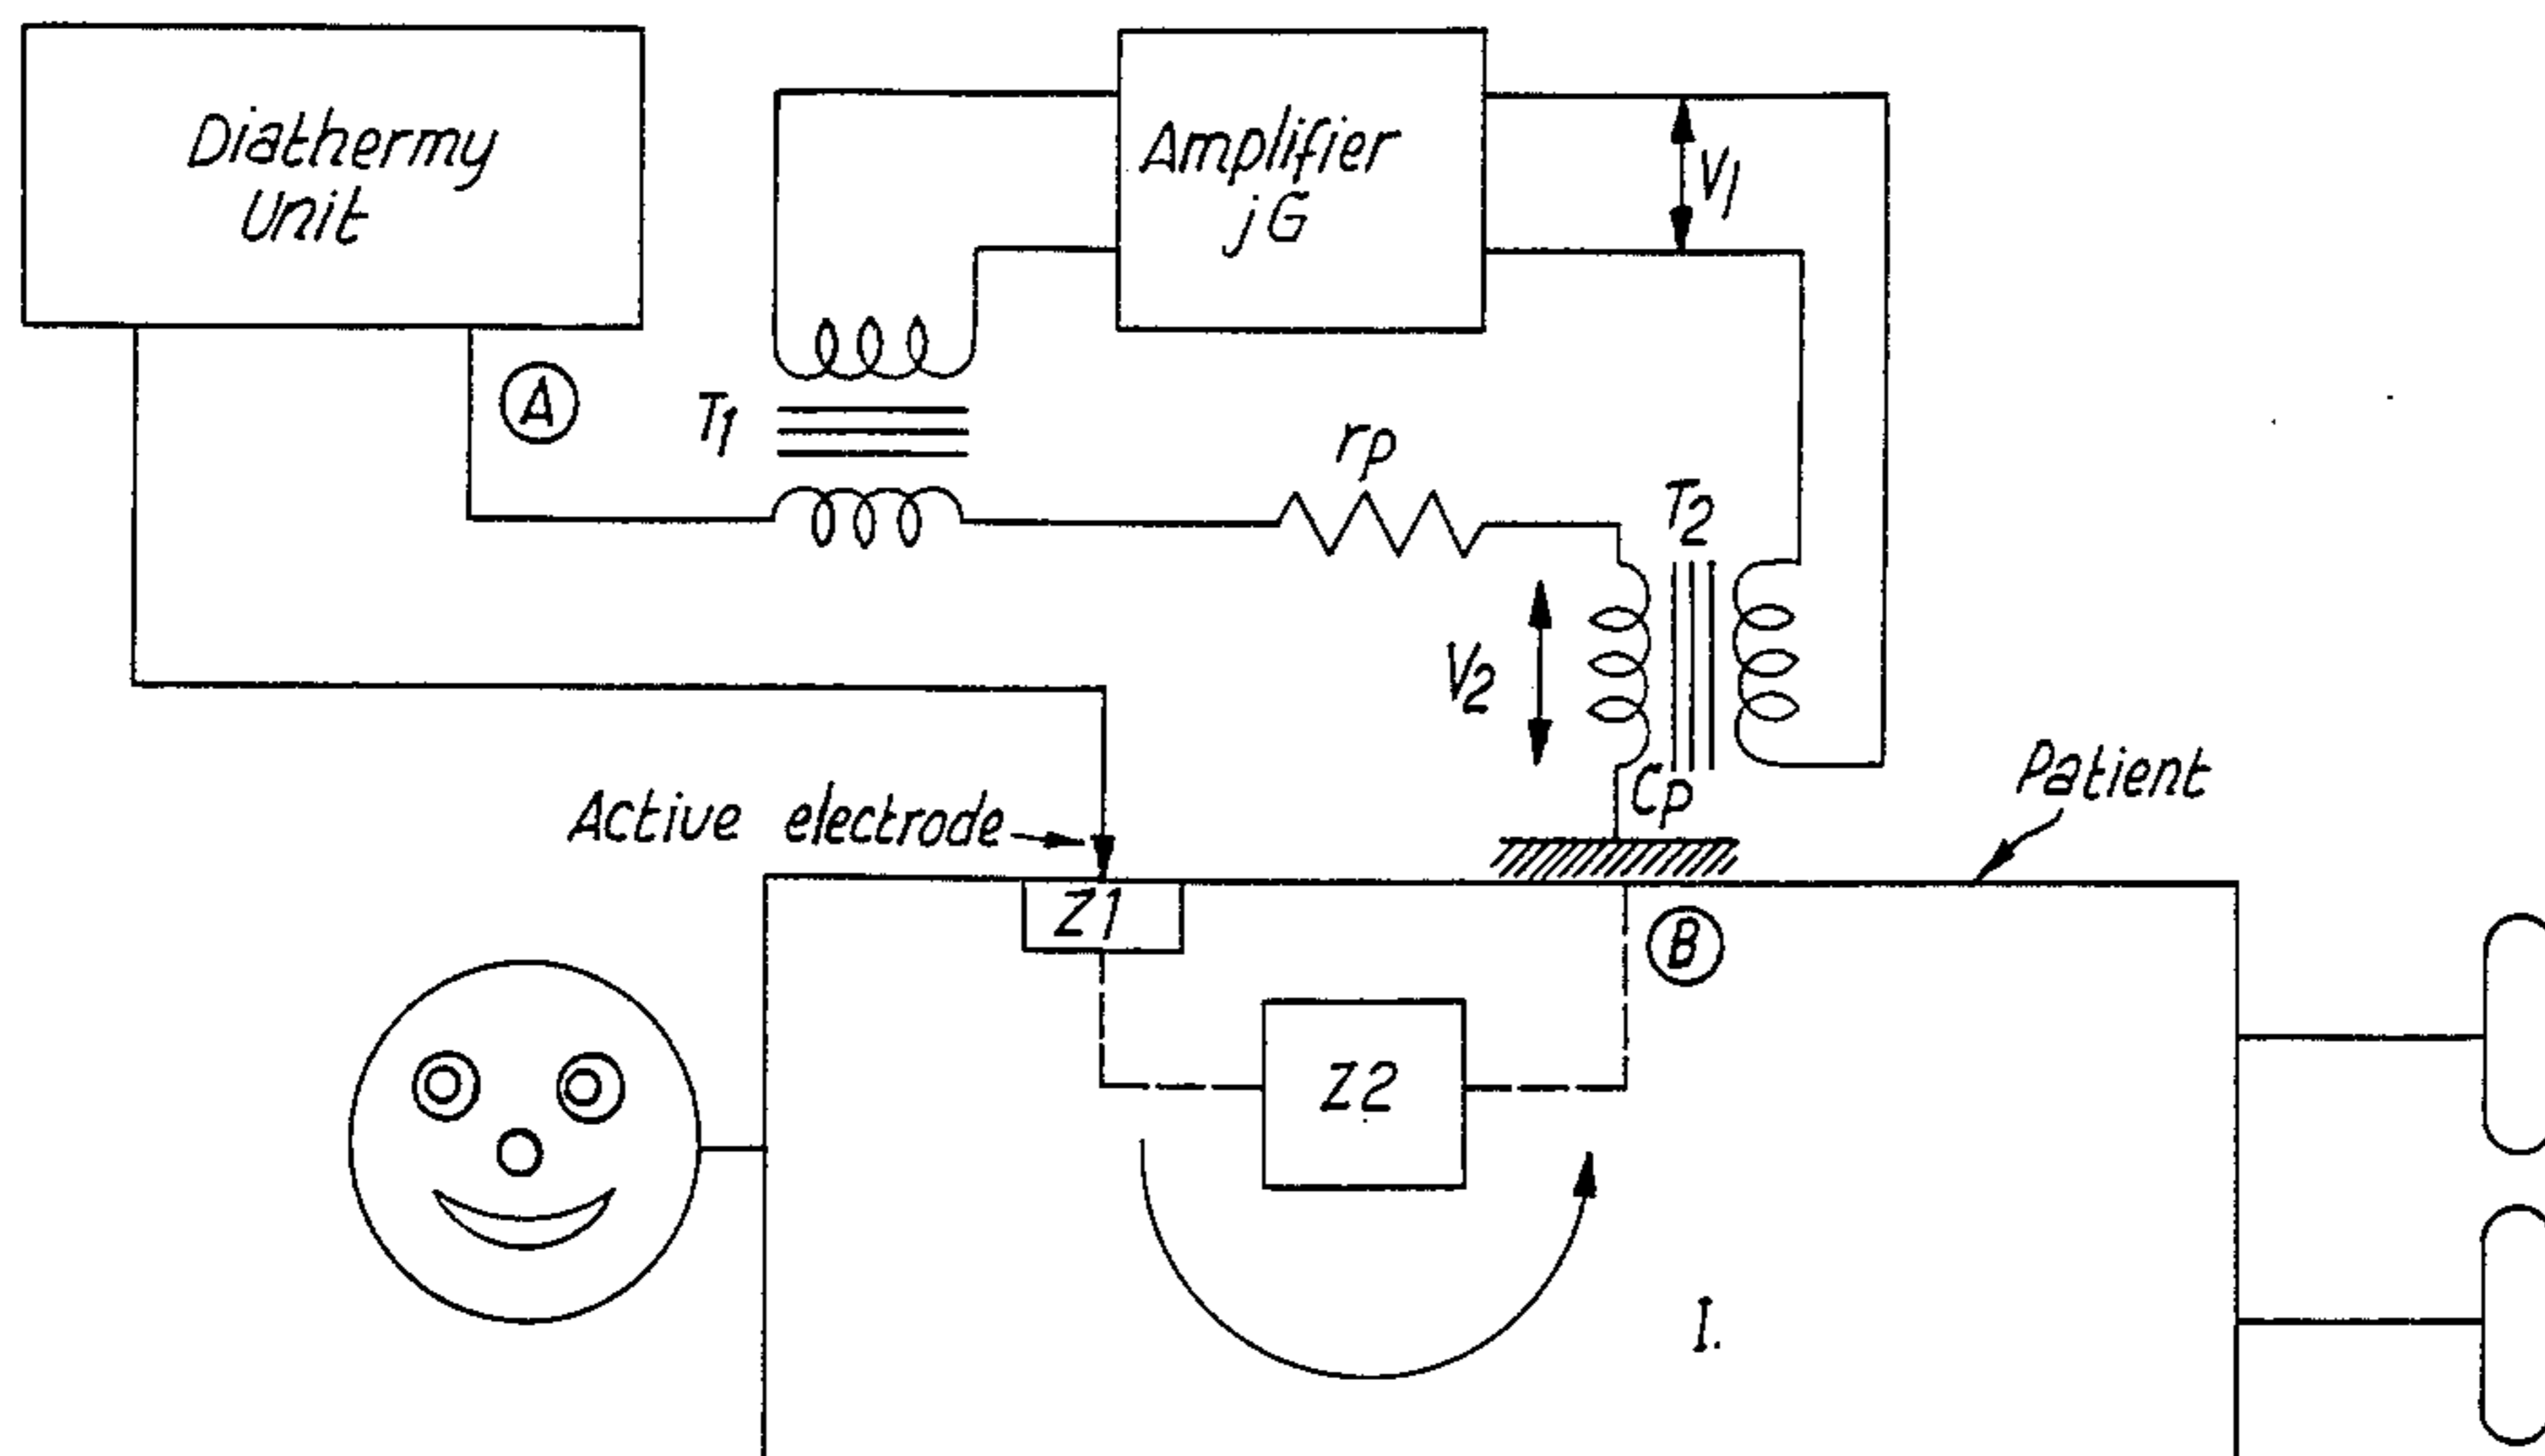 Diathermy
Unit
Amplifier
jG
V1
A
T1
rp
T2
V2
Cp
Patient
Active electrode
Z1
B
Z2
I.